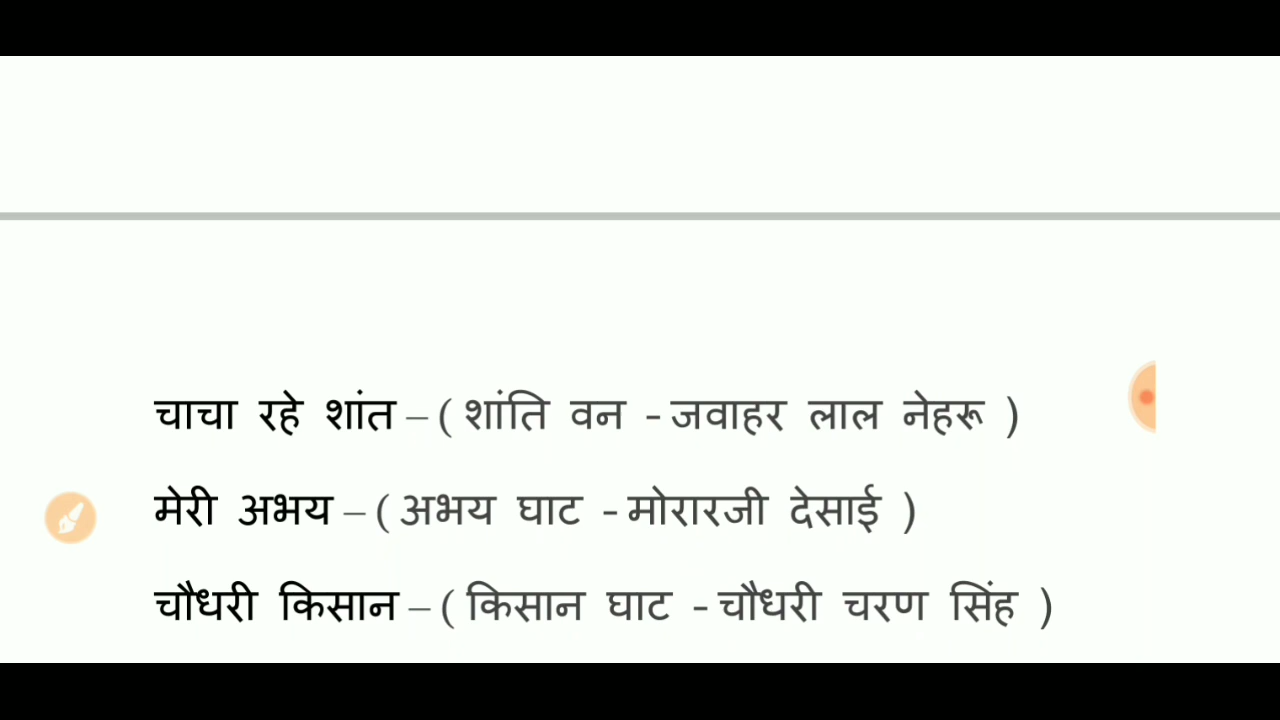 चाचा रहे शांत – ( शांति वन - जवाहर लाल नेहरू )
मेरी अभय – ( अभय घाट - मोरारजी देसाई )
चौधरी किसान – ( किसान घाट - चौधरी चरण सिंह )